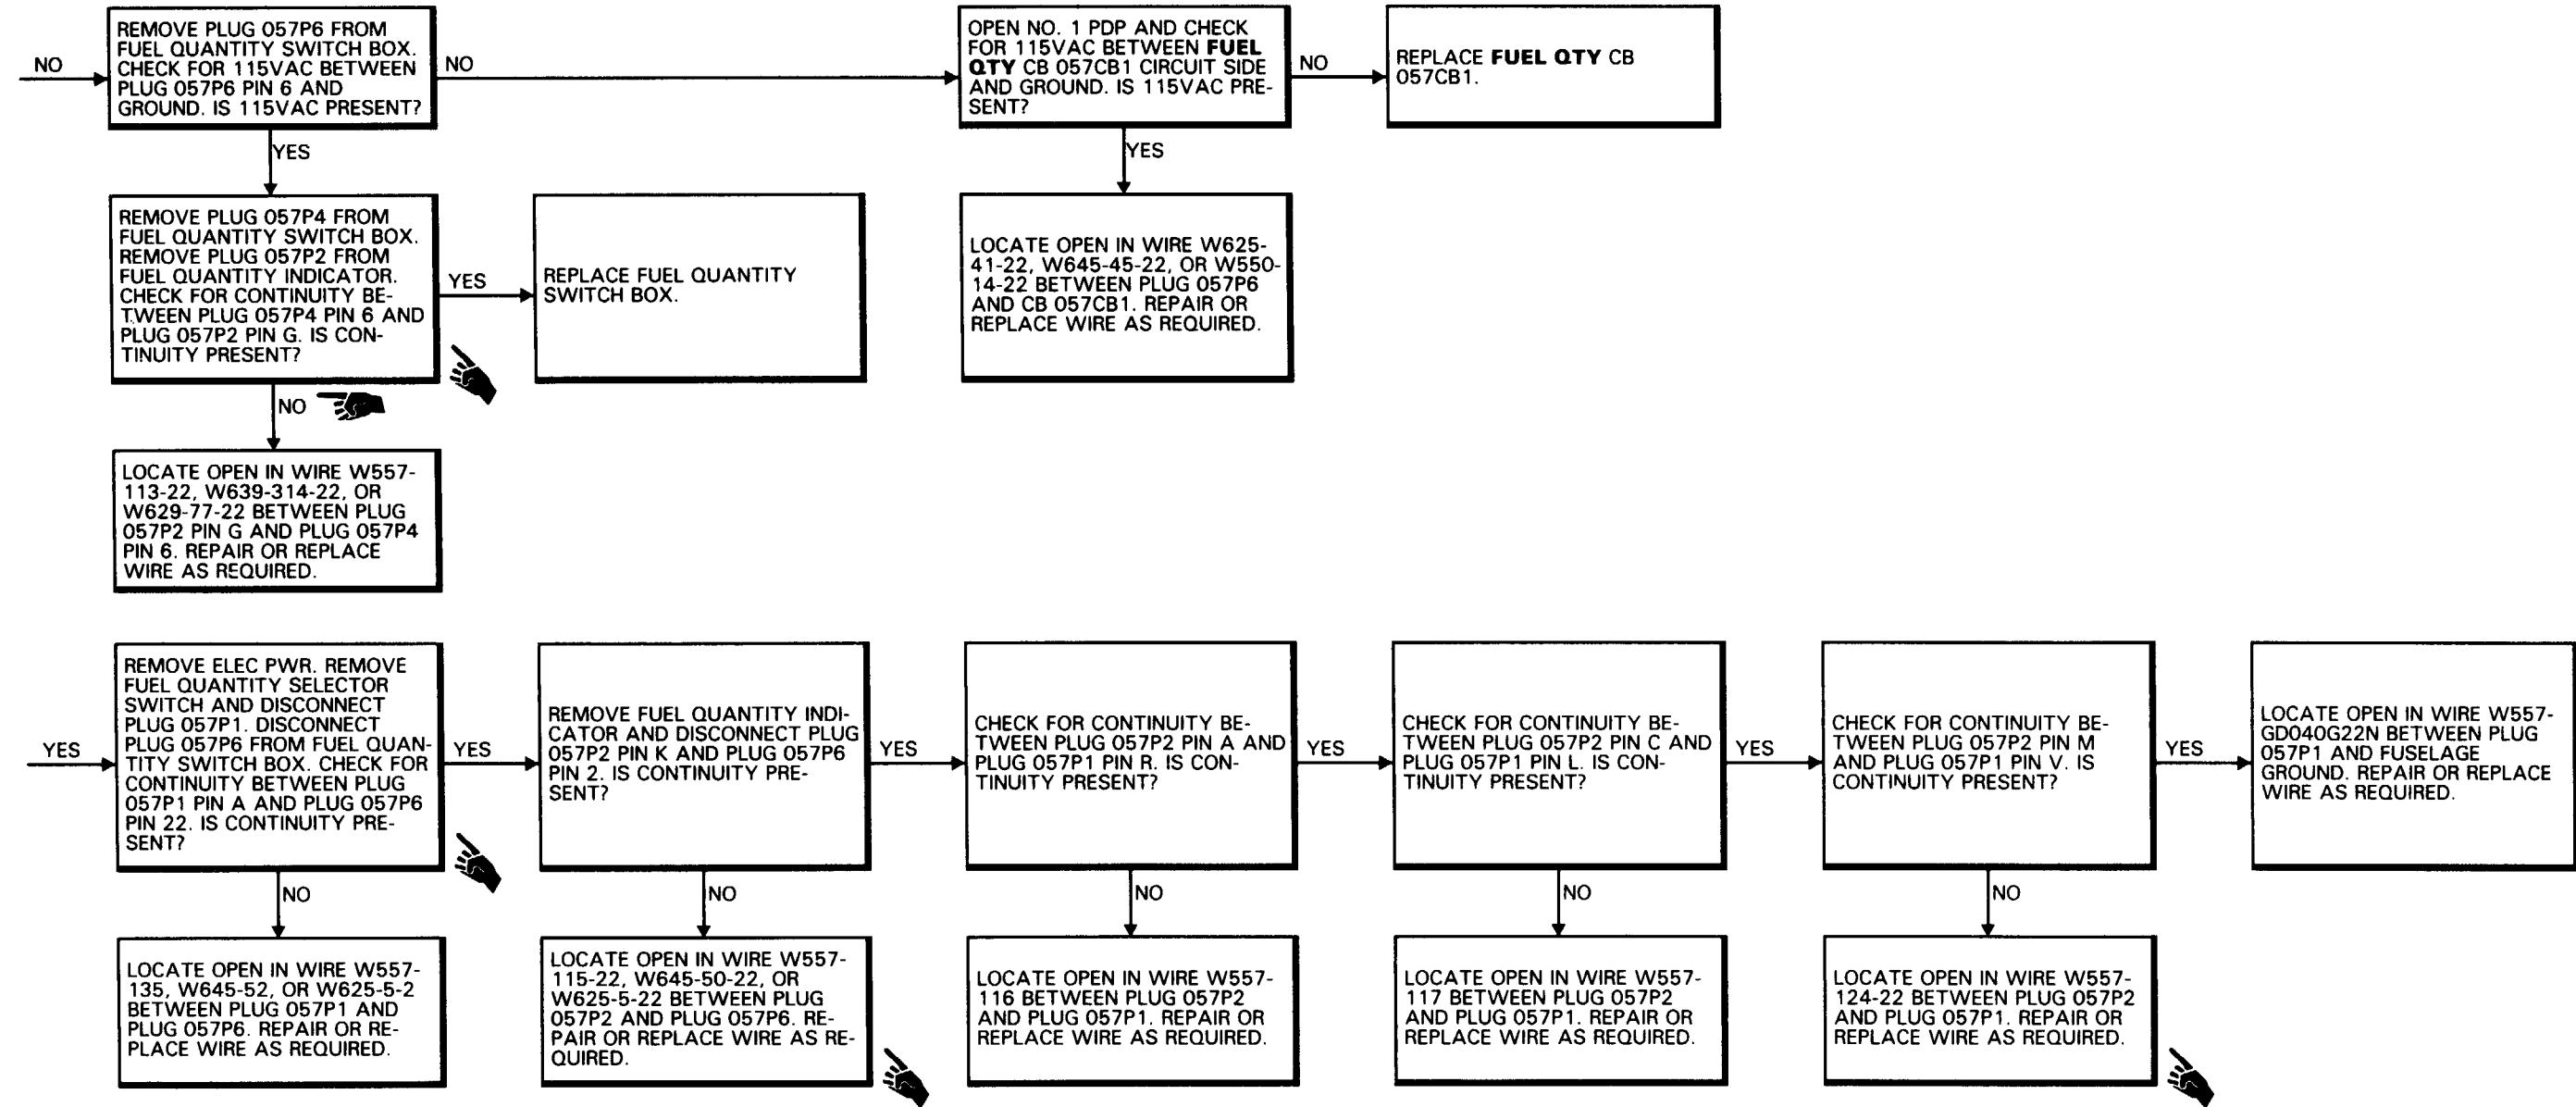 NO
REMOVE PLUG 057P6 FROM
FUEL QUANTITY SWITCH BOX.
CHECK FOR 115VAC BETWEEN
PLUG 057P6 PIN 6 AND
GROUND. IS 115VAC PRESENT?
NO
OPEN NO. 1 PDP AND CHECK
FOR 115VAC BETWEEN FUEL
QTY CB 057CB1 CIRCUIT SIDE
AND GROUND. IS 115VAC PRE-
SENT?
NO
REPLACE FUEL QTY CB
057CB1.
YES
YES
REMOVE PLUG 057P4 FROM
FUEL QUANTITY SWITCH BOX.
REMOVE PLUG 057P2 FROM
FUEL QUANTITY INDICATOR.
CHECK FOR CONTINUITY BE-
TWEEN PLUG 057P4 PIN 6 AND
PLUG 057P2 PIN G. IS CON-
TINUITY PRESENT?
YES
REPLACE FUEL QUANTITY
SWITCH BOX.
LOCATE OPEN IN WIRE W625-
41-22, W645-45-22, OR W550-
14-22 BETWEEN PLUG 057P6
AND CB 057CB1. REPAIR OR
REPLACE WIRE AS REQUIRED.
NO
LOCATE OPEN IN WIRE W557-
113-22, W639-314-22, OR
W629-77-22 BETWEEN PLUG
057P2 PIN G AND PLUG 057P4
PIN 6. REPAIR OR REPLACE
WIRE AS REQUIRED.
YES
REMOVE ELEC PWR. REMOVE
FUEL QUANTITY SELECTOR
SWITCH AND DISCONNECT
PLUG 057P1. DISCONNECT
PLUG 057P6 FROM FUEL QUAN-
TITY SWITCH BOX. CHECK FOR
CONTINUITY BETWEEN PLUG
057P1 PIN A AND PLUG 057P6
PIN 22. IS CONTINUITY PRE-
SENT?
YES
REMOVE FUEL QUANTITY INDI-
CATOR AND DISCONNECT PLUG
057P2 PIN K AND PLUG 057P6
PIN 2. IS CONTINUITY PRE-
SENT?
YES
CHECK FOR CONTINUITY BE-
TWEEN PLUG 057P2 PIN A AND
PLUG 057P1 PIN R. IS CON-
TINUITY PRESENT?
YES
CHECK FOR CONTINUITY BE-
TWEEN PLUG 057P2 PIN C AND
PLUG 057P1 PIN L. IS CON-
TINUITY PRESENT?
YES
CHECK FOR CONTINUITY BE-
TWEEN PLUG 057P2 PIN M
AND PLUG 057P1 PIN V. IS
CONTINUITY PRESENT?
YES
LOCATE OPEN IN WIRE W557-
GD040G22N BETWEEN PLUG
057P1 AND FUSELAGE
GROUND. REPAIR OR REPLACE
WIRE AS REQUIRED.
NO
NO
NO
NO
NO
LOCATE OPEN IN WIRE W557-
135, W645-52, OR W625-5-2
BETWEEN PLUG 057P1 AND
PLUG 057P6. REPAIR OR RE-
PLACE WIRE AS REQUIRED.
LOCATE OPEN IN WIRE W557-
115-22, W645-50-22, OR
W625-5-22 BETWEEN PLUG
057P2 AND PLUG 057P6. RE-
PAIR OR REPLACE WIRE AS RE-
QUIRED.
LOCATE OPEN IN WIRE W557-
116 BETWEEN PLUG 057P2
AND PLUG 057P1. REPAIR OR
REPLACE WIRE AS REQUIRED.
LOCATE OPEN IN WIRE W557-
117 BETWEEN PLUG 057P2
AND PLUG 057P1. REPAIR OR
REPLACE WIRE AS REQUIRED.
LOCATE OPEN IN WIRE W557-
124-22 BETWEEN PLUG 057P2
AND PLUG 057P1. REPAIR OR
REPLACE WIRE AS REQUIRED.